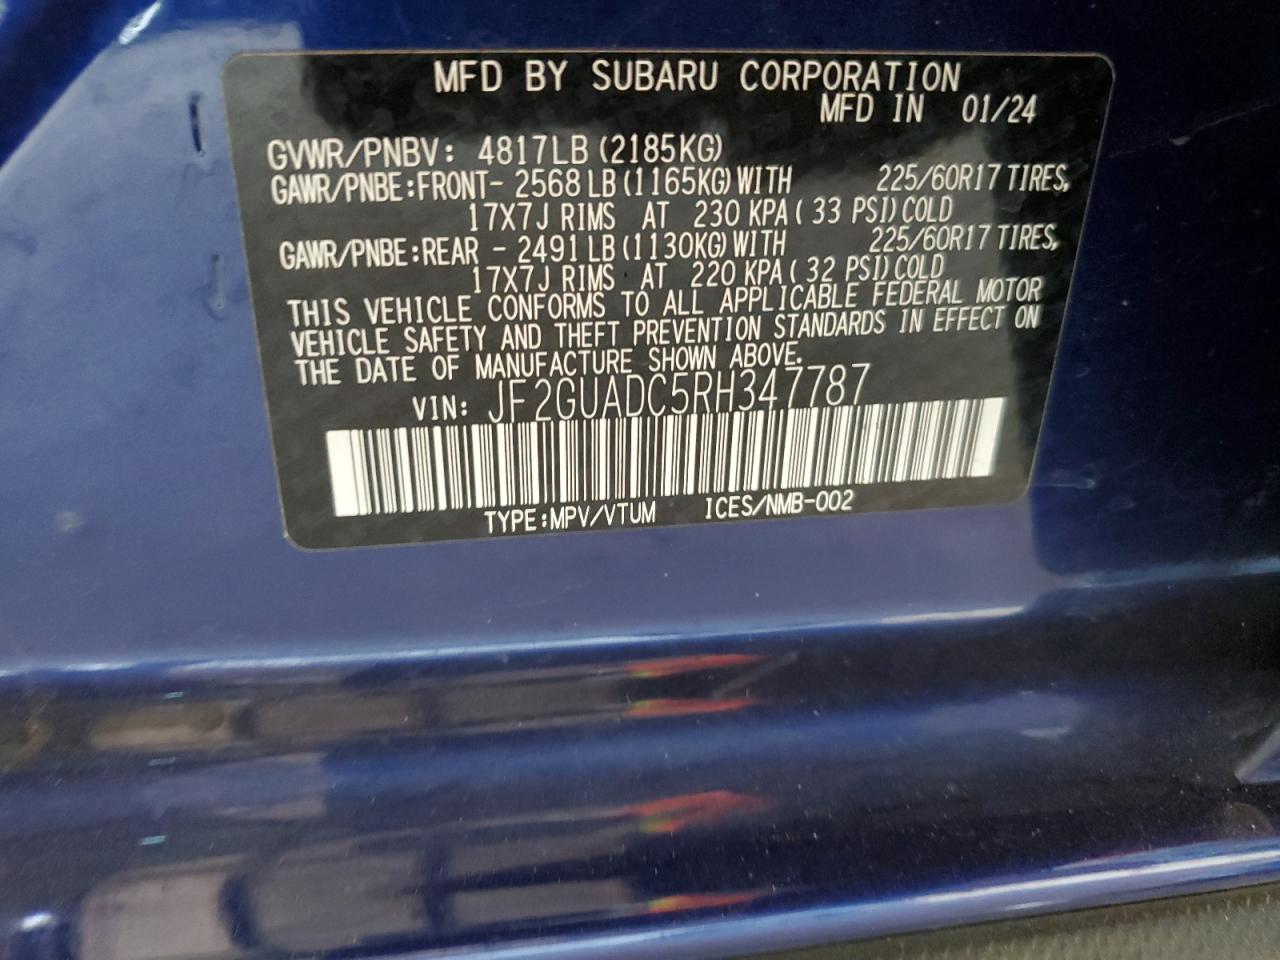 MFD BY SUBARU CORPORATION
MFD IN 01/24
GVWR/PNBV: 4817LB (2185KG)
GAWR/PNBE:FRONT- 2568 LB (1165KG) WITH 225/60R17 TIRES,
17X7J RIMS AT 230 KPA ( 33 PSI) COLD
GAWR/PNBE:REAR - 2491 LB (1130KG) WITH 225/60R17 TIRES,
17X7J RIMS AT 220 KPA ( 32 PSI) COLD
THIS VEHICLE CONFORMS TO ALL APPLICABLE FEDERAL MOTOR
VEHICLE SAFETY AND THEFT PREVENTION STANDARDS IN EFFECT ON
THE DATE OF MANUFACTURE SHOWN ABOVE.
VIN: JF2GUADC5RH347787
TYPE:MPV/VTUM ICES/NMB-002